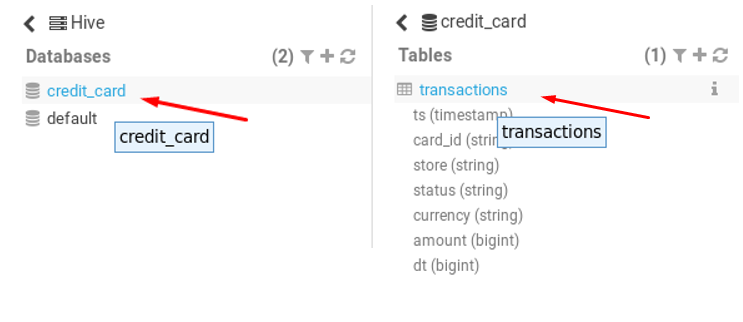 Hive
Databases (2)
credit_card
default
credit_card
credit_card
Tables (1)
transactions
ts (timestamp)
transactions
card_id (string)
store (string)
status (string)
currency (string)
amount (bigint)
dt (bigint)